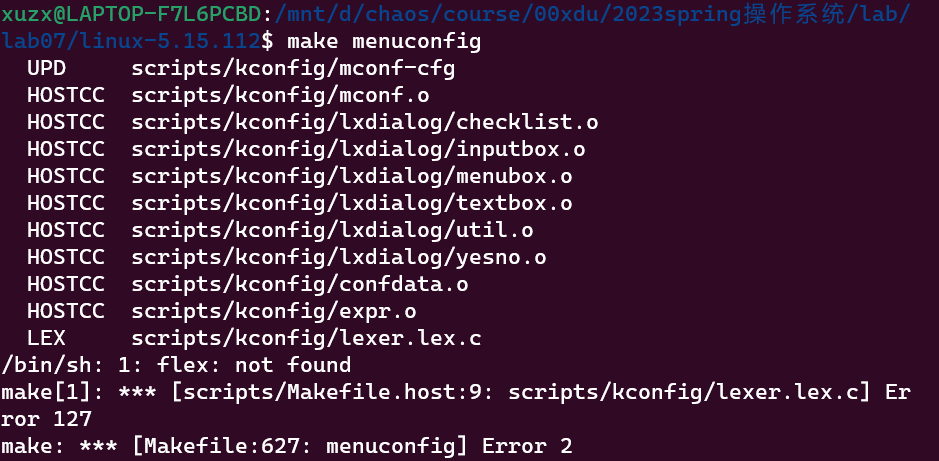 xuzx@LAPTOP-F7L6PCBD:/mnt/d/chaos/course/00xdu/2023spring操作系统/lab/
lab07/linux-5.15.112$ make menuconfig
  UPD     scripts/kconfig/mconf-cfg
  HOSTCC  scripts/kconfig/mconf.o
  HOSTCC  scripts/kconfig/lxdialog/checklist.o
  HOSTCC  scripts/kconfig/lxdialog/inputbox.o
  HOSTCC  scripts/kconfig/lxdialog/menubox.o
  HOSTCC  scripts/kconfig/lxdialog/textbox.o
  HOSTCC  scripts/kconfig/lxdialog/util.o
  HOSTCC  scripts/kconfig/lxdialog/yesno.o
  HOSTCC  scripts/kconfig/confdata.o
  HOSTCC  scripts/kconfig/expr.o
  LEX     scripts/kconfig/lexer.lex.c
/bin/sh: 1: flex: not found
make[1]: *** [scripts/Makefile.host:9: scripts/kconfig/lexer.lex.c] Er
ror 127
make: *** [Makefile:627: menuconfig] Error 2